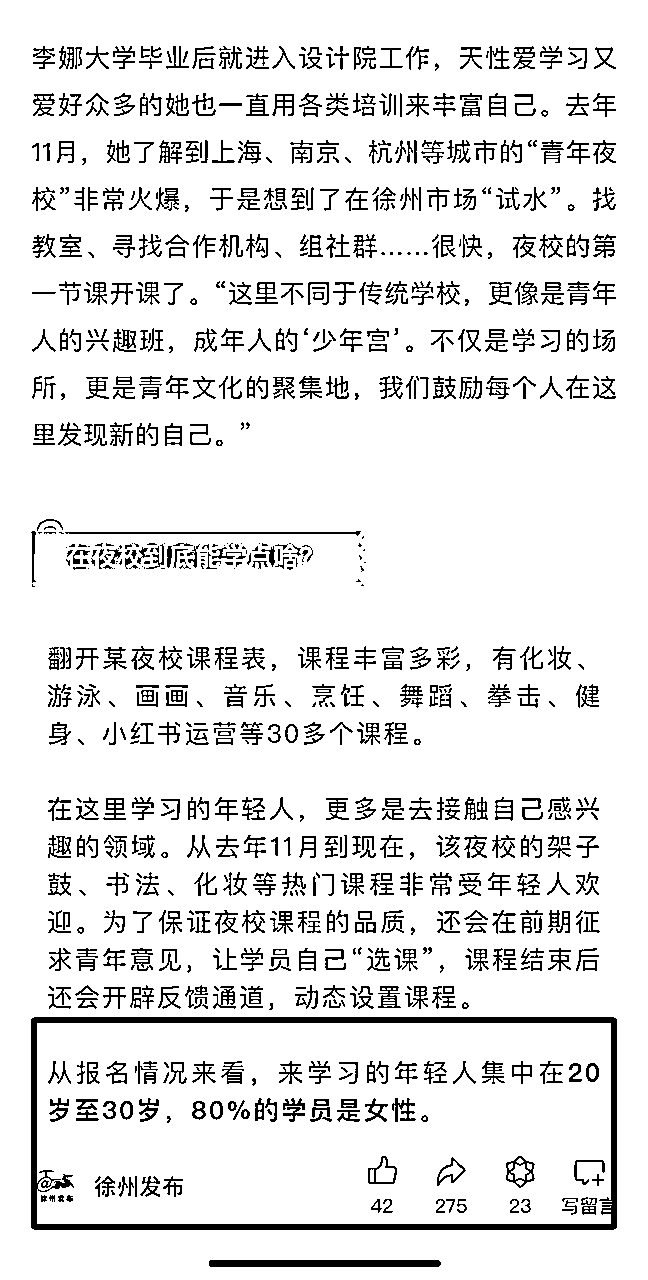 李娜大学毕业后就进入设计院工作，天性爱学习又
爱好众多的她也一直用各类培训来丰富自己。去年
11月，她了解到上海、南京、杭州等城市的“青年夜
校”非常火爆，于是想到了在徐州市场“试水”。找
教室、寻找合作机构、组社群……很快，夜校的第
一节课开课了。“这里不同于传统学校，更像是青年
人的兴趣班，成年人的‘少年宫’。不仅是学习的场
所，更是青年文化的聚集地，我们鼓励每个人在这
里发现新的自己。”
在夜校到底能学点啥?
翻开某夜校课程表，课程丰富多彩，有化妆、
游泳、画画、音乐、烹饪、舞蹈、拳击、健
身、小红书运营等30多个课程。
在这里学习的年轻人，更多是去接触自己感兴
趣的领域。从去年11月到现在，该夜校的架子
鼓、书法、化妆等热门课程非常受年轻人欢
迎。为了保证夜校课程的品质，还会在前期征
求青年意见，让学员自己“选课”，课程结束后
还会开辟反馈通道，动态设置课程。
从报名情况来看，来学习的年轻人集中在20
岁至30岁，80%的学员是女性。
徐州发布
徐州发布
42
275
23
写留言